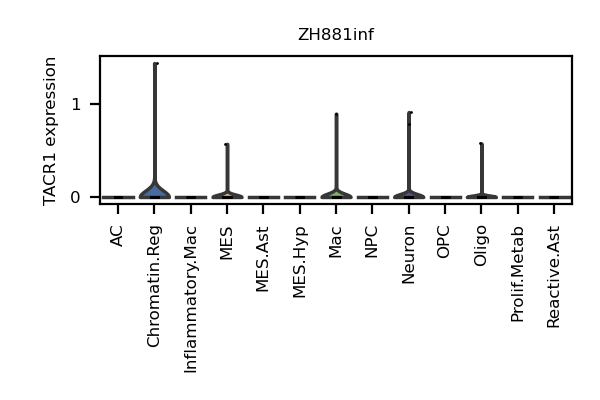 ZH881inf
TACR1 expression
1
0
AC
Chromatin.Reg
Inflammatory.Mac
MES
MES.Ast
MES.Hyp
Mac
NPC
Neuron
OPC
Oligo
Prolif.Metab
Reactive.Ast